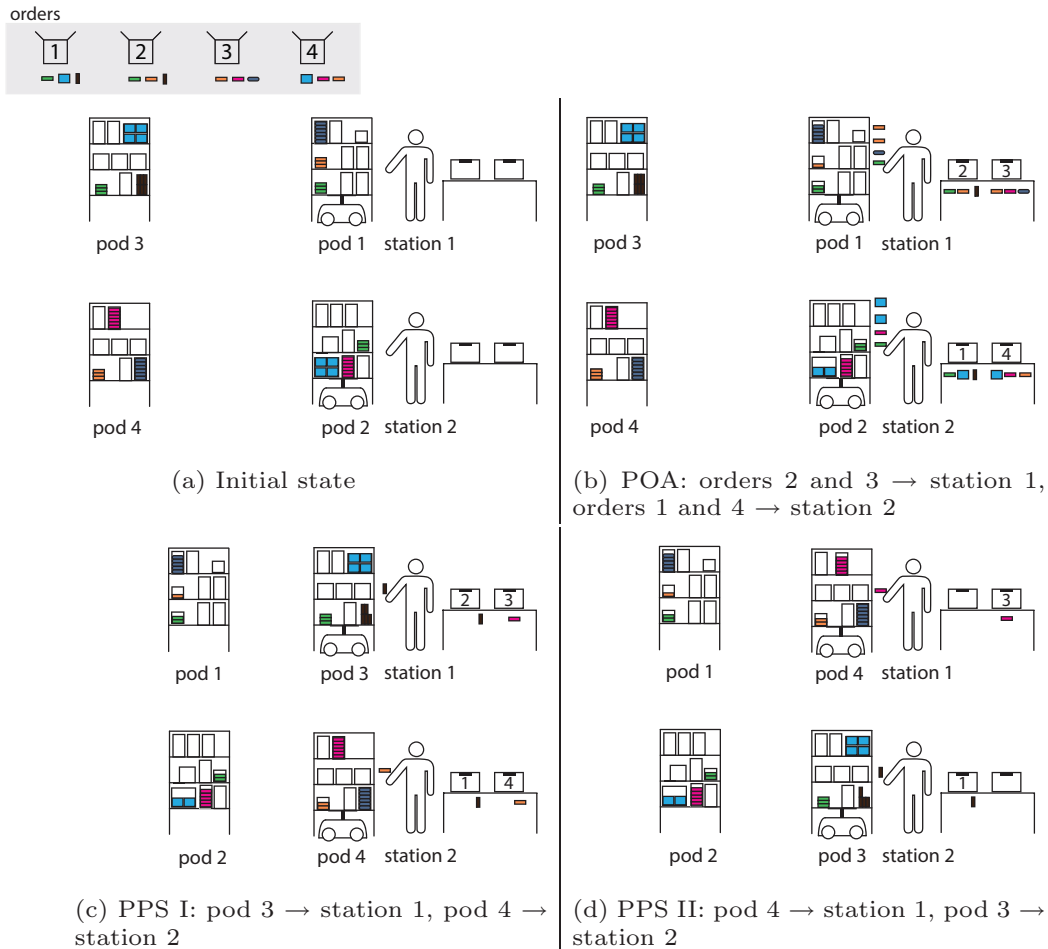 orders
1 2 3 4
pod 3 pod 1 station 1
pod 4 pod 2 station 2
(a) Initial state
2 3
pod 3 pod 1 station 1
1 4
pod 4 pod 2 station 2
(b) POA: orders 2 and 3 → station 1,
orders 1 and 4 → station 2
2 3
pod 1 pod 3 station 1
1 4
pod 2 pod 4 station 2
(c) PPS I: pod 3 → station 1, pod 4 →
station 2
3
pod 1 pod 4 station 1
1
pod 2 pod 3 station 2
(d) PPS II: pod 4 → station 1, pod 3 →
station 2